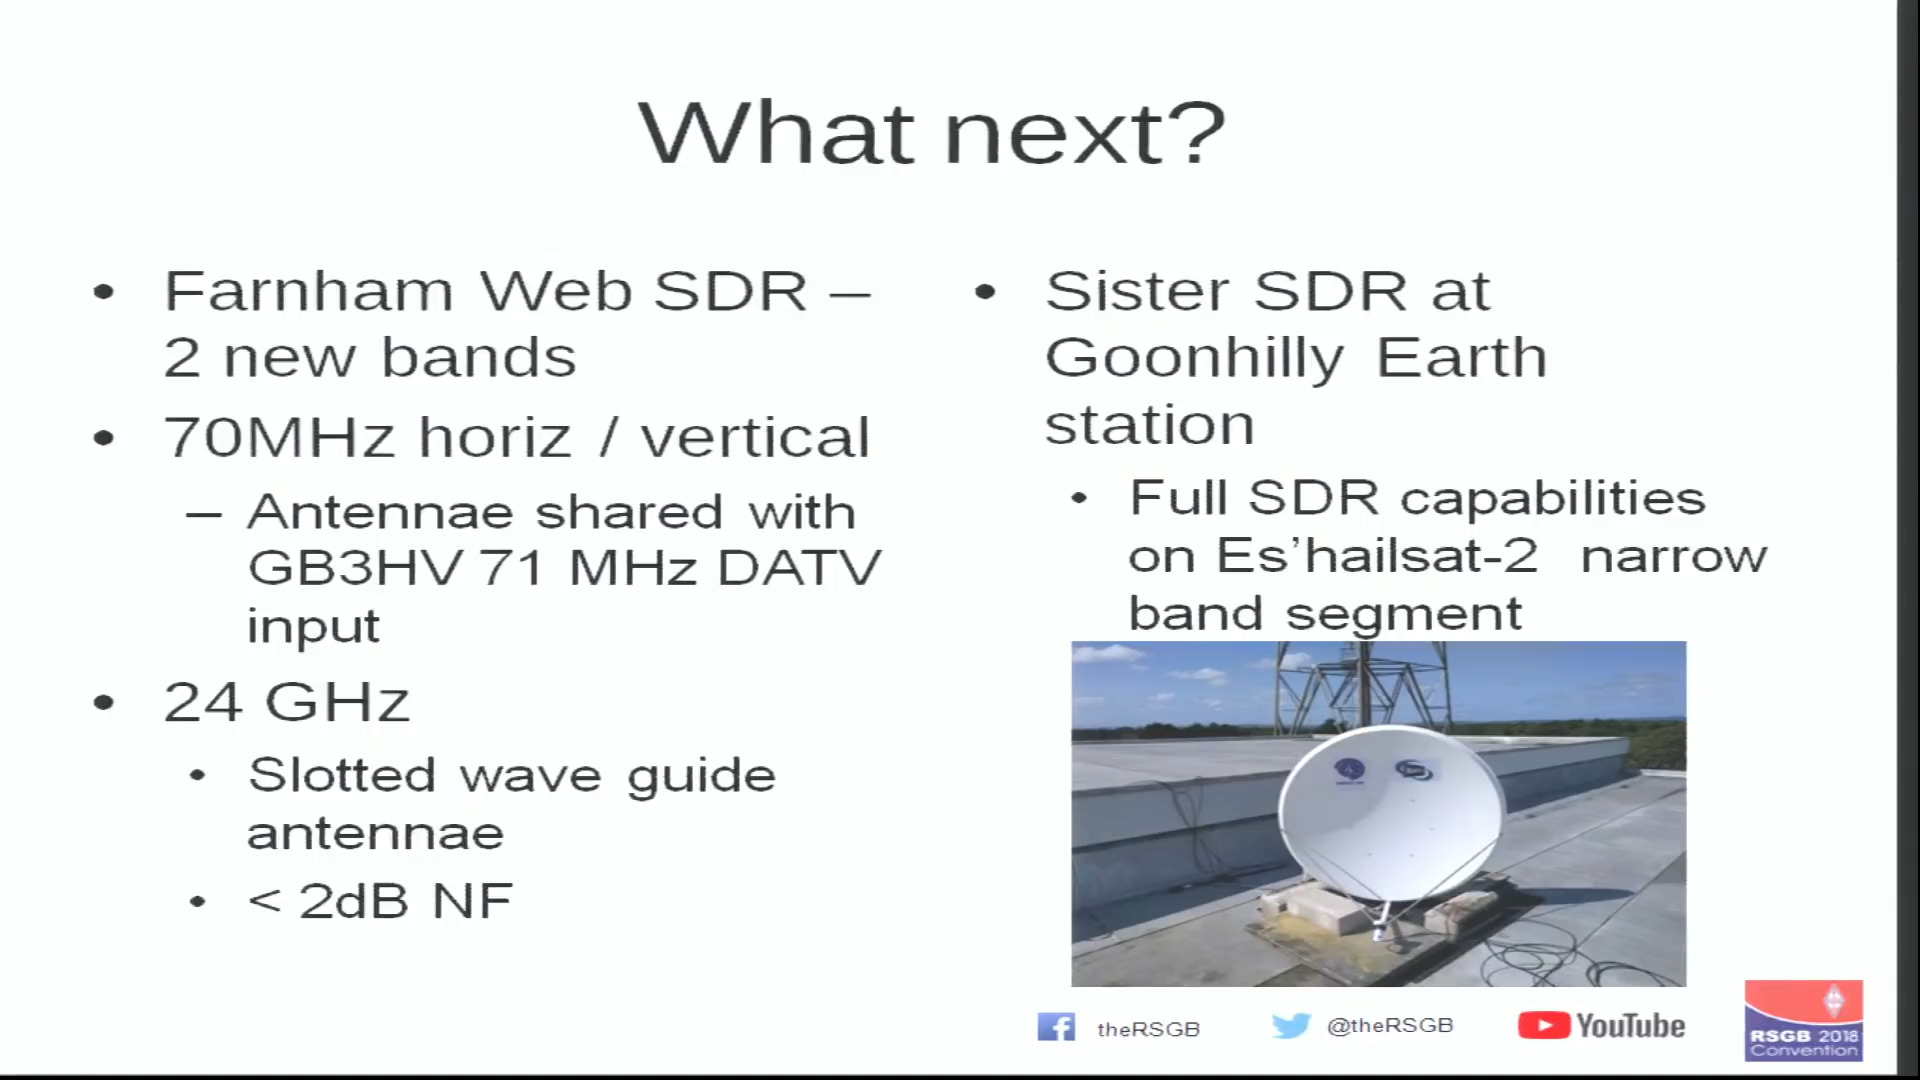 What next?
• Farnham Web SDR –
2 new bands
• 70MHz horiz / vertical
– Antennae shared with
GB3HV 71 MHz DATV
input
• 24 GHz
• Slotted wave guide
antennae
• < 2dB NF
• Sister SDR at
Goonhilly Earth
station
• Full SDR capabilities
on Es’hailsat-2 narrow
band segment
theRSGB
@theRSGB
YouTube
RSGB 2018
Convention